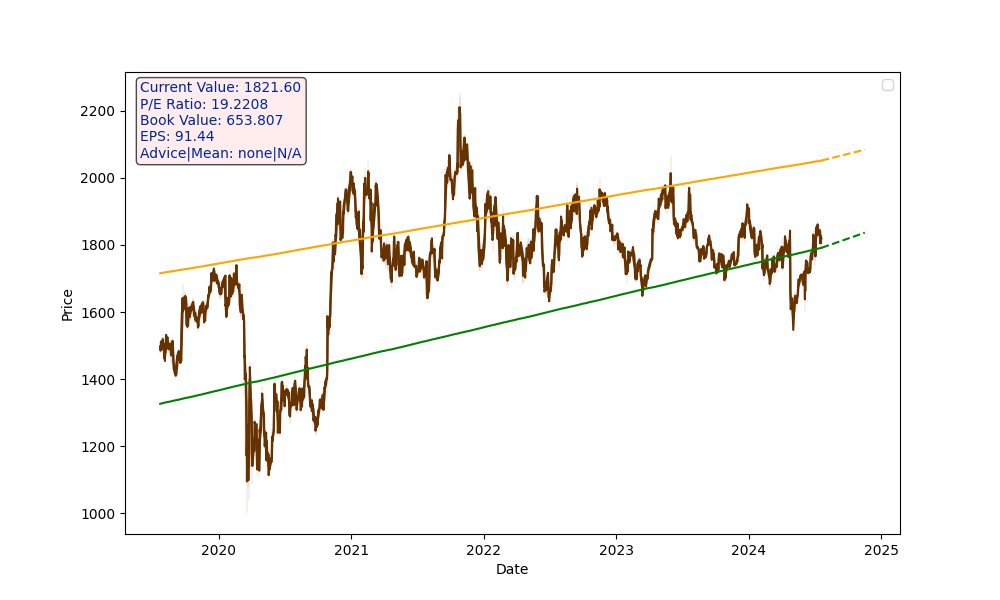 Current Value: 1821.60
P/E Ratio: 19.2208
Book Value: 653.807
EPS: 91.44
Advice|Mean: none|N/A
2200
2000
1800
1600
1400
1200
1000
Price
2020
2021
2022
2023
2024
2025
Date